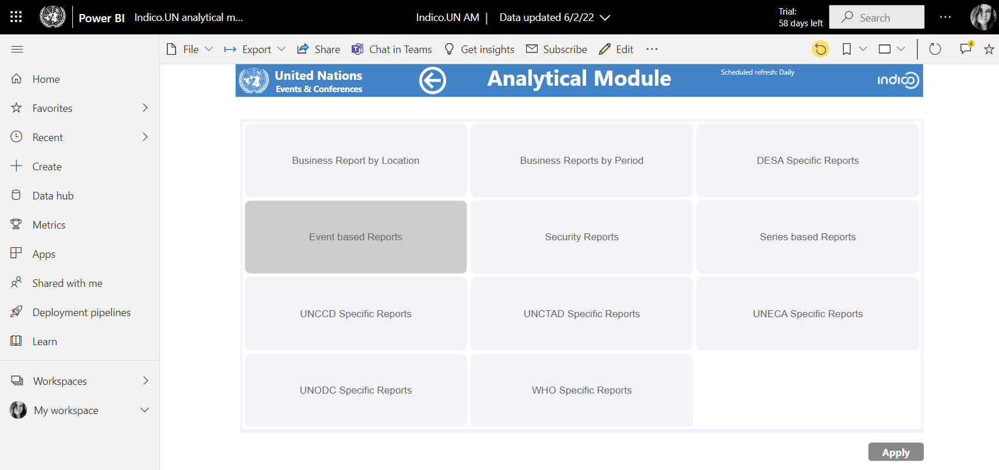 Power BI Indico.UN analytical m... Indico.UN AM | Data updated 6/2/22 Trial: 58 days left Search ...
File Export Share Chat in Teams Get insights Subscribe Edit ... 4
Home
Favorites
Recent
Create
Data hub
Metrics
Apps
Shared with me
Deployment pipelines
Learn
Workspaces
My workspace
United Nations
Events & Conferences
Analytical Module
Scheduled refresh: Daily
indico
Business Report by Location
Business Reports by Period
DESA Specific Reports
Event based Reports
Security Reports
Series based Reports
UNCCD Specific Reports
UNCTAD Specific Reports
UNECA Specific Reports
UNODC Specific Reports
WHO Specific Reports
Apply